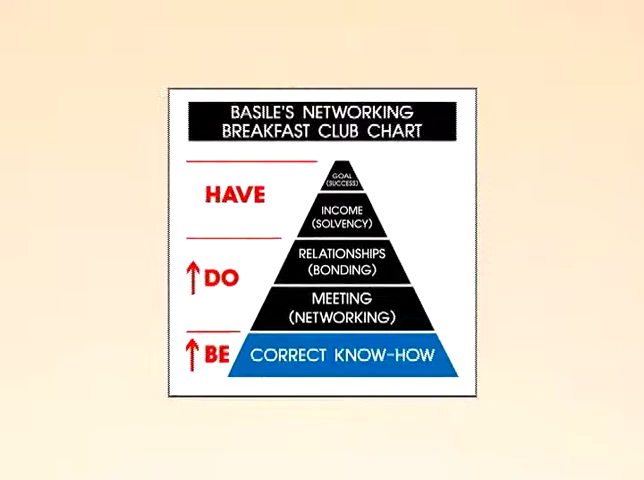 BASILE'S NETWORKING
BREAKFAST CLUB CHART
GOAL
(SUCCESS)
HAVE
INCOME
(SOLVENCY)
RELATIONSHIPS
(BONDING)
DO
MEETING
(NETWORKING)
BE
CORRECT KNOW-HOW